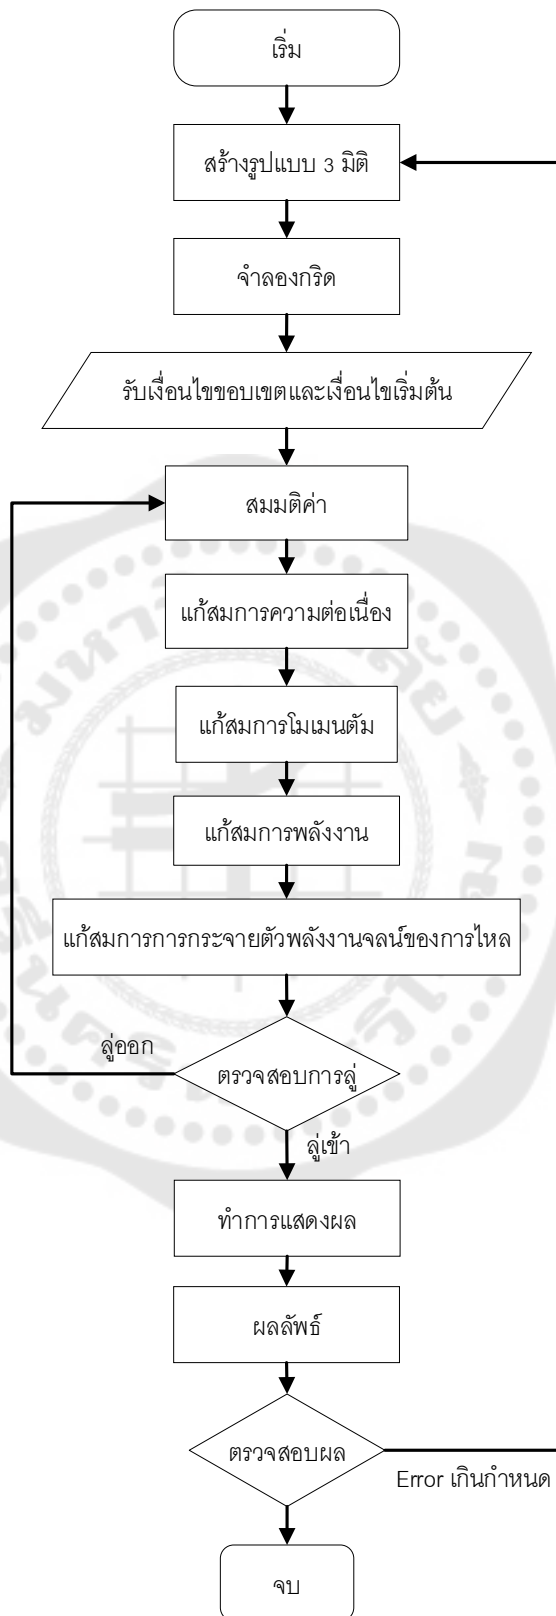 เริ่ม
สร้างรูปแบบ 3 มิติ
จำลองกริด
รับเงื่อนไขขอบเขตและเงื่อนไขเริ่มต้น
สมมติค่า
แก้สมการความต่อเนื่อง
แก้สมการโมเมนตัม
แก้สมการพลังงาน
แก้สมการการกระจายตัวพลังงานจลน์ของการไหล
ลู่ออก
ตรวจสอบการลู่
ลู่เข้า
ทำการแสดงผล
ผลลัพธ์
ตรวจสอบผล
Error เกินกำหนด
จบ